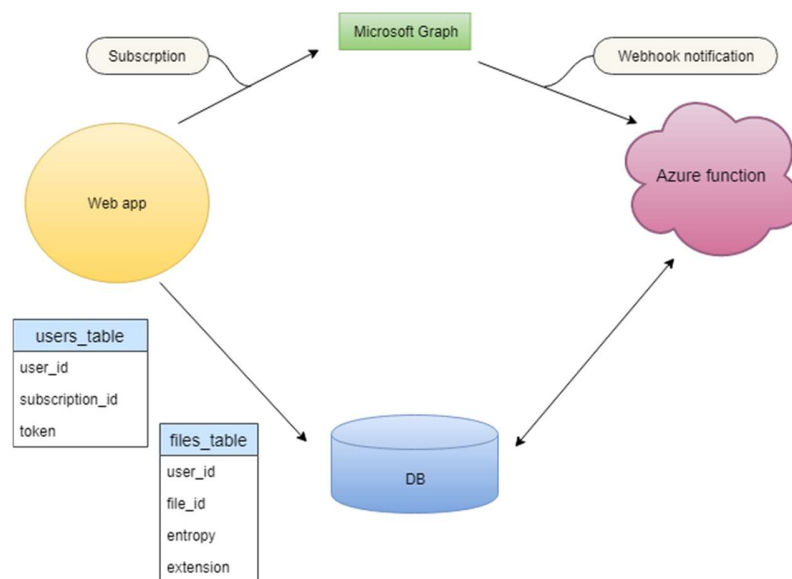 Microsoft Graph
Subscrption
Webhook notification
Web app
Azure function
users_table
user_id
subscription_id
token
files_table
user_id
file_id
entropy
extension
DB